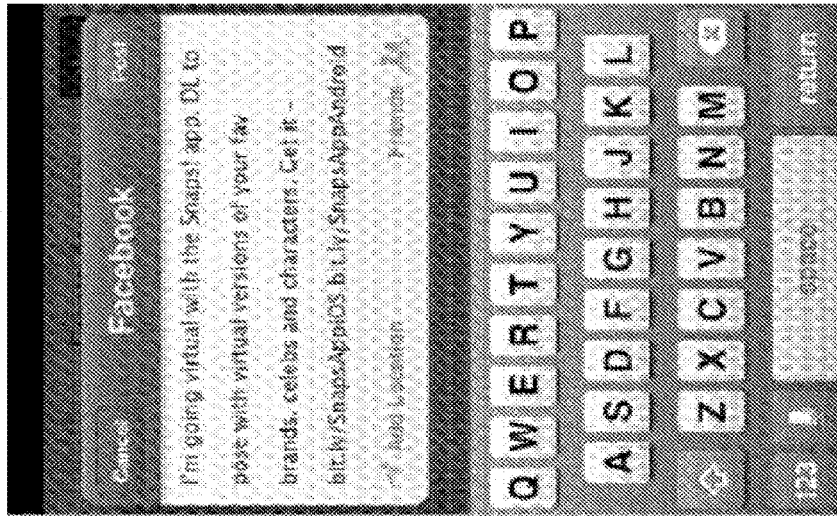 Cancel Facebook Post
I'm going virtual with the Snaps! app. DL to
pose with virtual versions of your fav
brands, celebs and characters. Get it -
bit.ly/SnapsAppiOS bit.ly/SnapsAppAndroid
Add Location Friends
Q W E R T Y U I O P
A S D F G H J K L
Z X C V B N M
123 space return